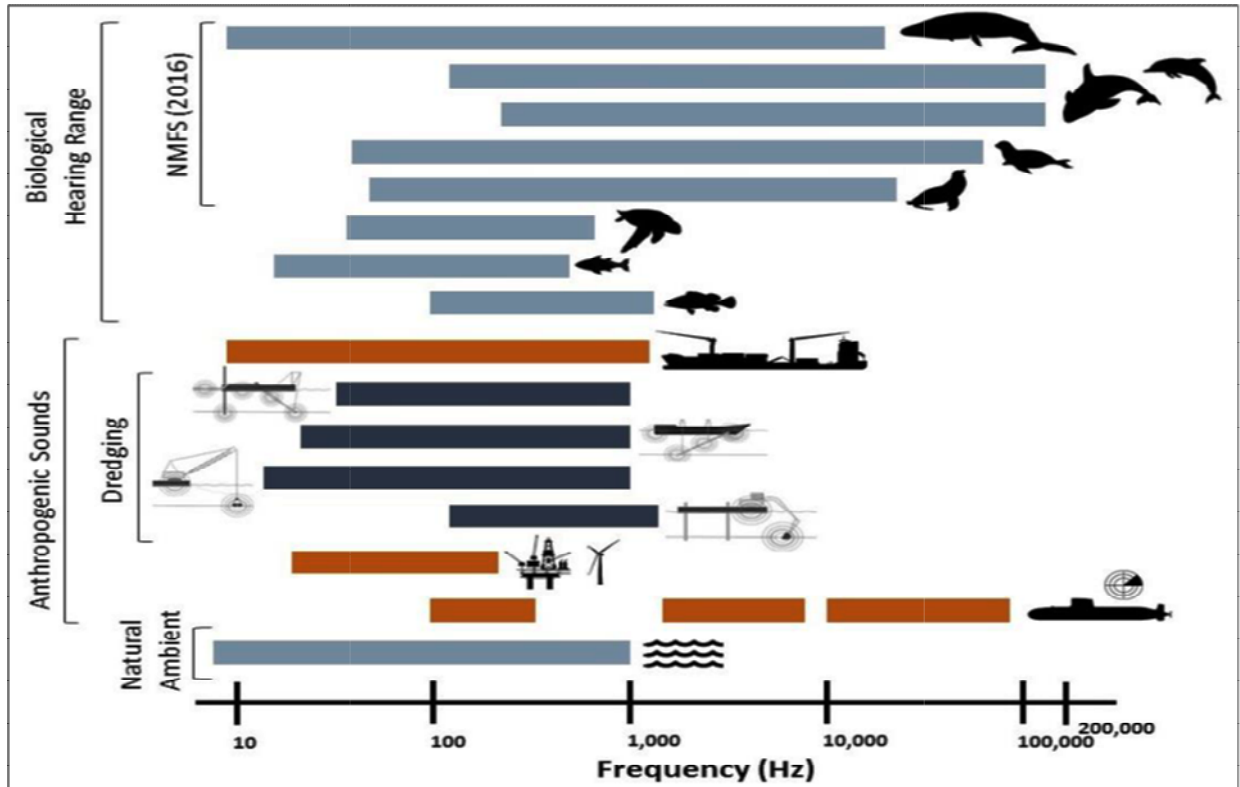 Biological
Hearing Range
NMFS (2016)
Anthropogenic Sounds
Dredging
Natural
Ambient
10
100
1,000
10,000
100,000
200,000
Frequency (Hz)